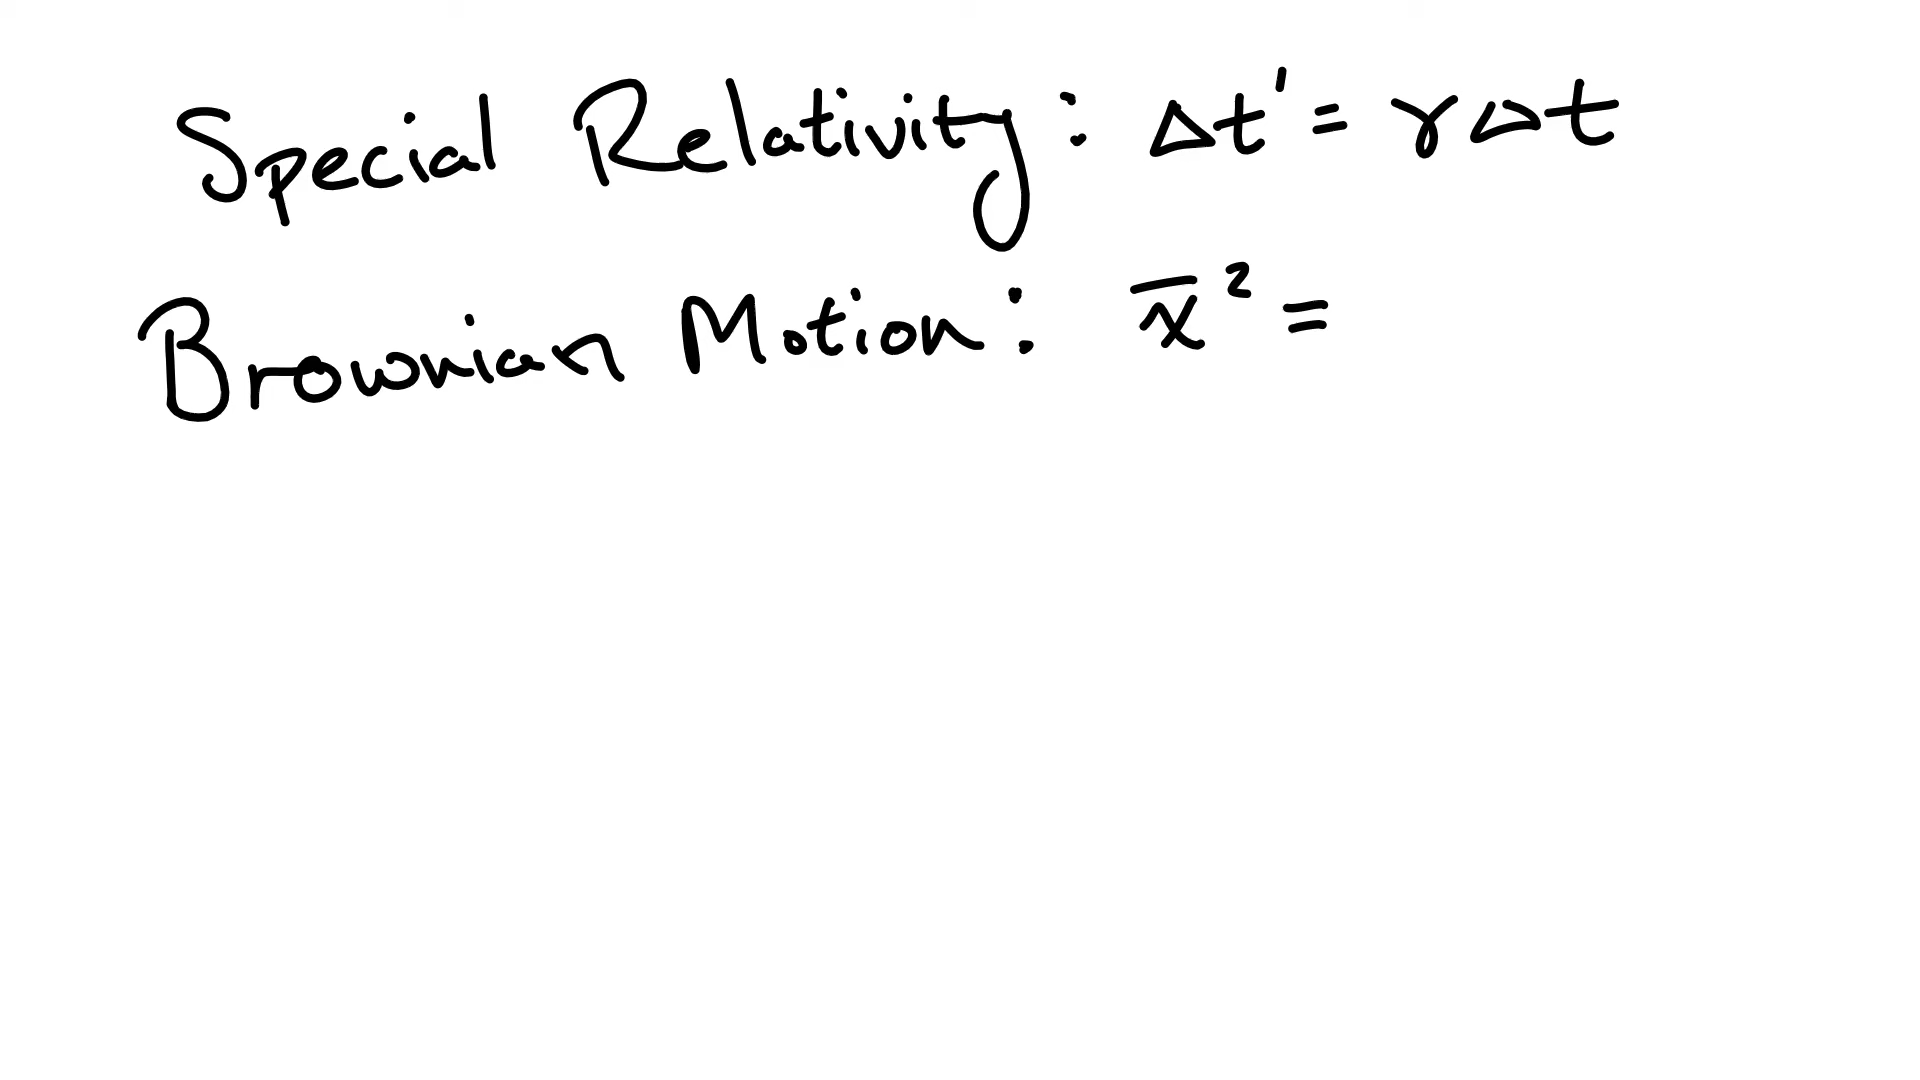 Special Relativity: Δt' = γΔt
Brownian Motion: x̅² =